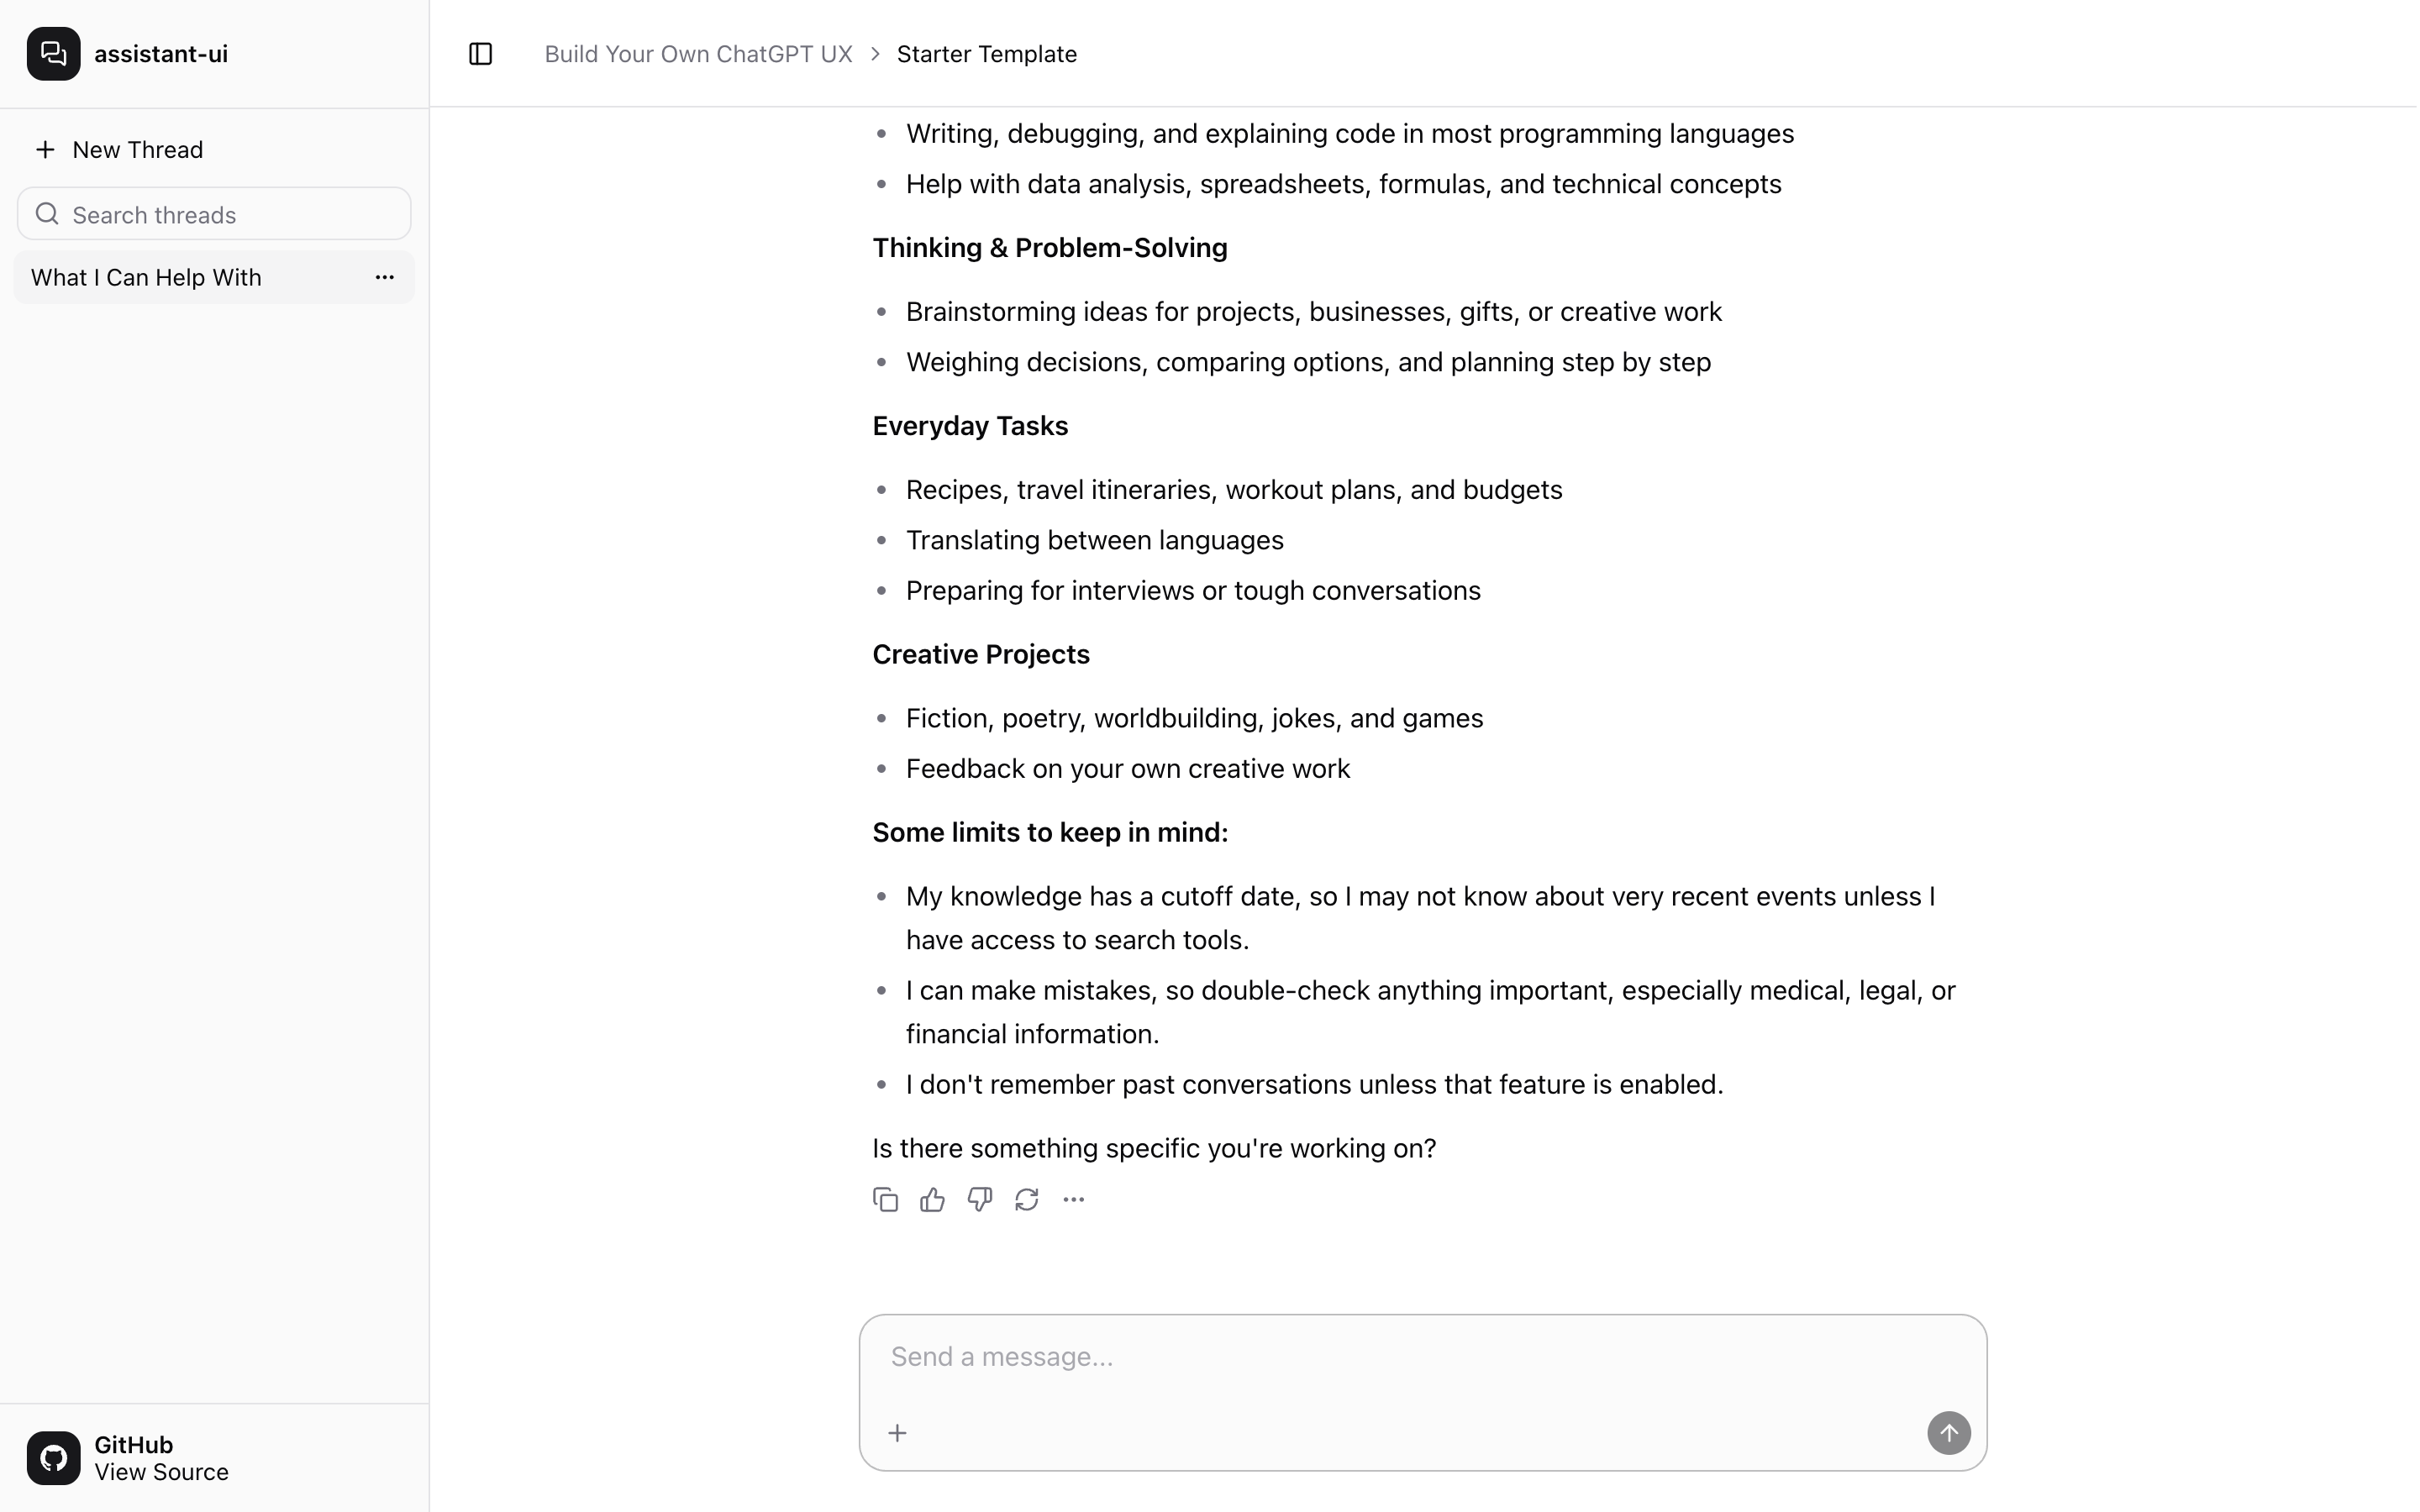 assistant-ui
New Thread
Search threads
What I Can Help With
GitHub
View Source
Build Your Own ChatGPT UX > Starter Template
Writing, debugging, and explaining code in most programming languages
Help with data analysis, spreadsheets, formulas, and technical concepts
Thinking & Problem-Solving
Brainstorming ideas for projects, businesses, gifts, or creative work
Weighing decisions, comparing options, and planning step by step
Everyday Tasks
Recipes, travel itineraries, workout plans, and budgets
Translating between languages
Preparing for interviews or tough conversations
Creative Projects
Fiction, poetry, worldbuilding, jokes, and games
Feedback on your own creative work
Some limits to keep in mind:
My knowledge has a cutoff date, so I may not know about very recent events unless I
have access to search tools.
I can make mistakes, so double-check anything important, especially medical, legal, or
financial information.
I don't remember past conversations unless that feature is enabled.
Is there something specific you're working on?
Send a message...